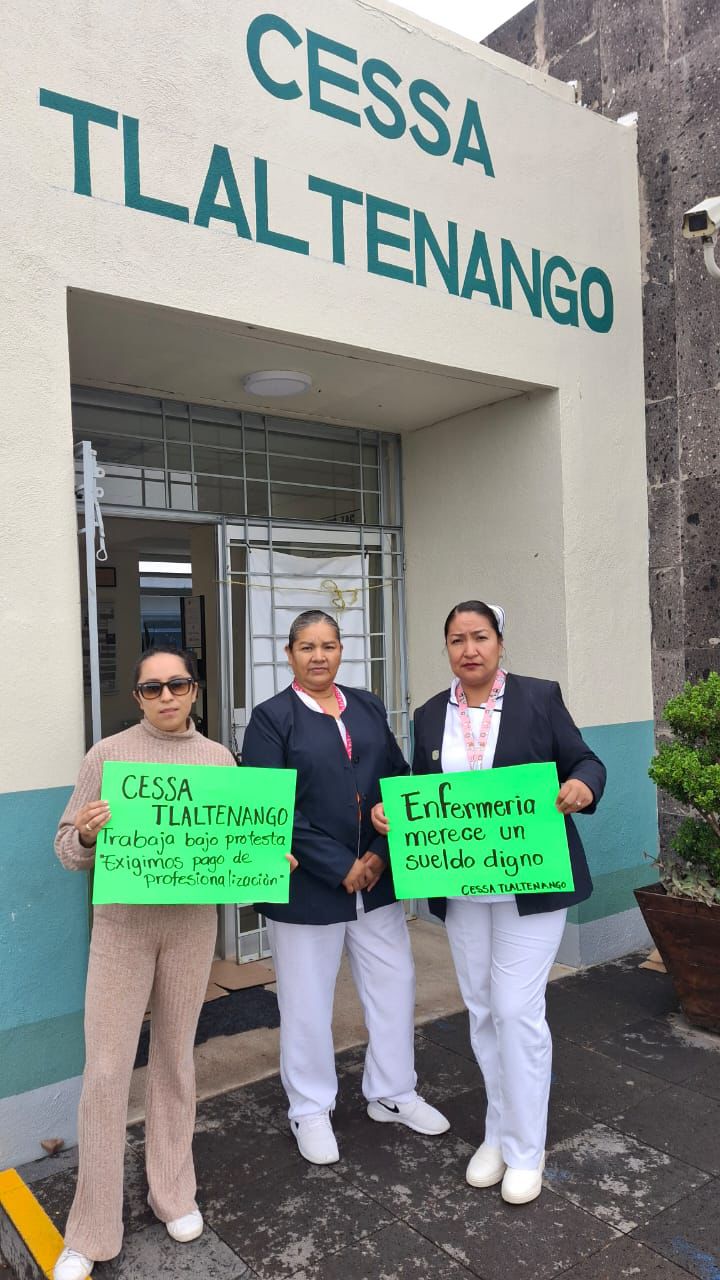 CESSA
TLALTENANGO
CESSA
TLALTENANGO
Trabaja bajo protesta
"Exigimos pago de
profesionalización"
Enfermeria
merece un
sueldo digno
CESSA TLALTENANGO